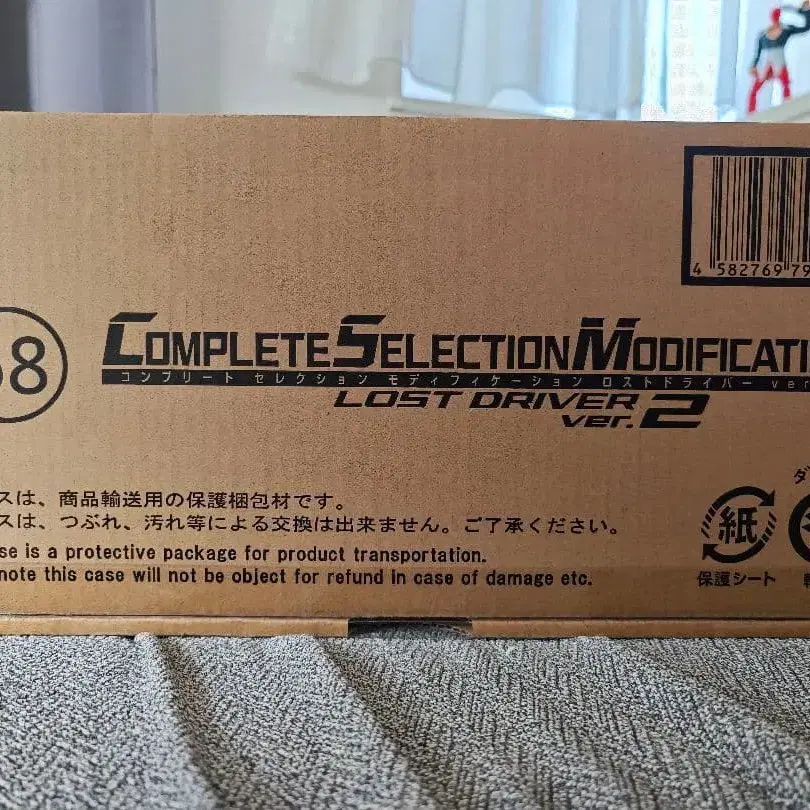 4 582769 79
8
COMPLETE SELECTION MODIFICATI
コンプリート セレクション モディフィケーション ロストドライバー ver
LOST DRIVER
ver.2
スは、商品輸送用の保護梱包材です。
スは、つぶれ、汚れ等による交換は出来ません。ご了承ください。
se is a protective package for product transportation.
note this case will not be object for refund in case of damage etc.
紙
保護シート
ダ